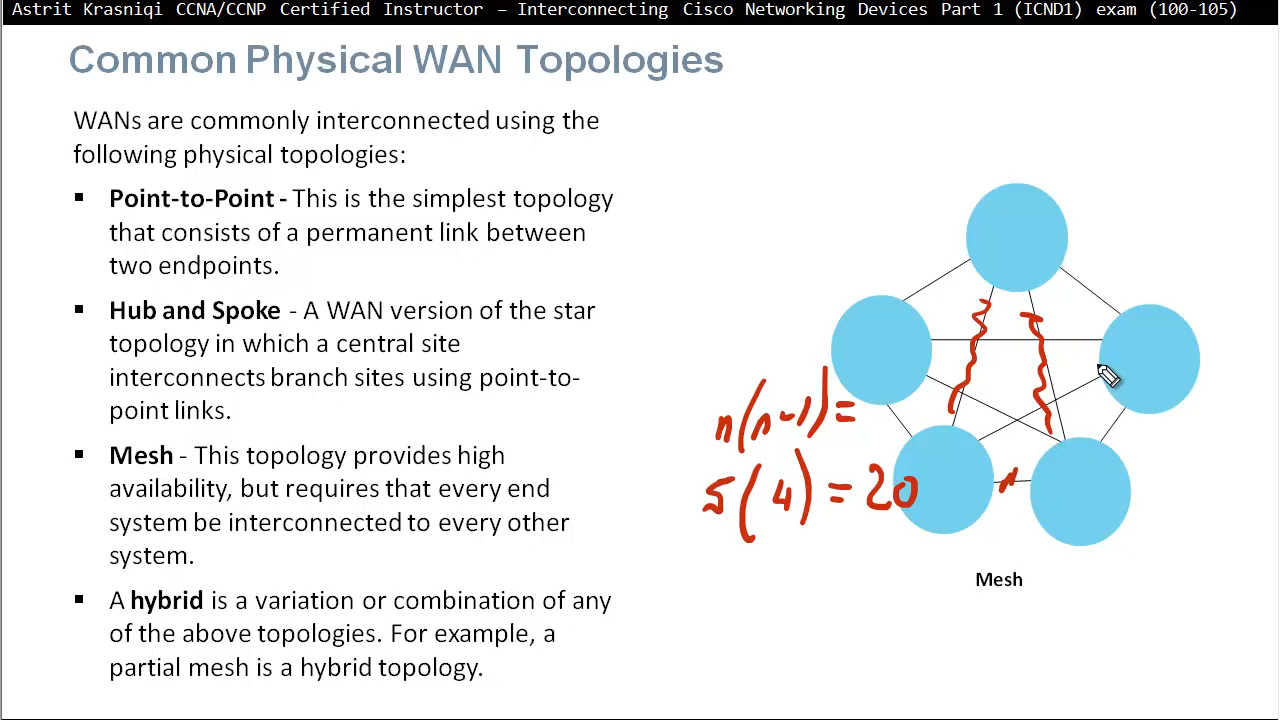 Astrit Krasniqi CCNA/CCNP Certified Instructor – Interconnecting Cisco Networking Devices Part 1 (ICND1) exam (100-105)
Common Physical WAN Topologies
WANs are commonly interconnected using the
following physical topologies:
▪ Point-to-Point - This is the simplest topology
that consists of a permanent link between
two endpoints.
▪ Hub and Spoke - A WAN version of the star
topology in which a central site
interconnects branch sites using point-to-
point links.
▪ Mesh - This topology provides high
availability, but requires that every end
system be interconnected to every other
system.
▪ A hybrid is a variation or combination of any
of the above topologies. For example, a
partial mesh is a hybrid topology.
n(n-1)=
5(4)=20
Mesh